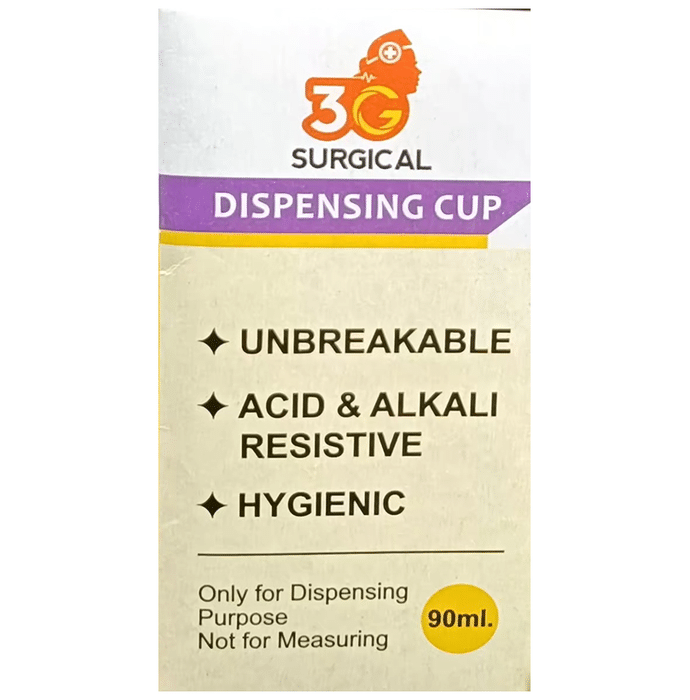 3G
SURGICAL
DISPENSING CUP
UNBREAKABLE
ACID & ALKALI
RESISTIVE
HYGIENIC
Only for Dispensing
Purpose
Not for Measuring
90ml.